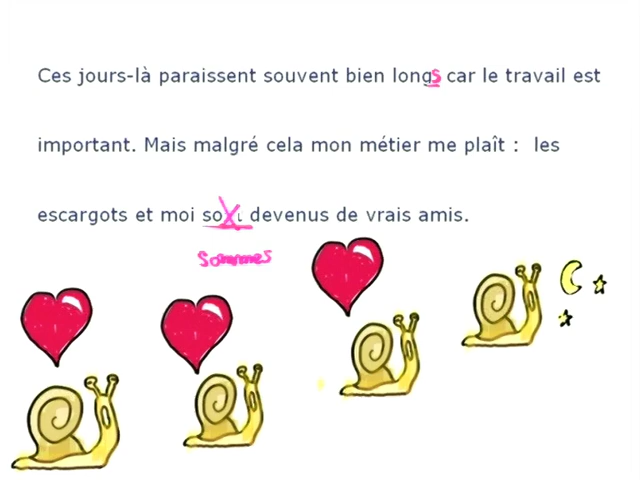 Ces jours-là paraissent souvent bien longs car le travail est
important. Mais malgré cela mon métier me plaît : les
escargots et moi sont devenus de vrais amis.
sommes